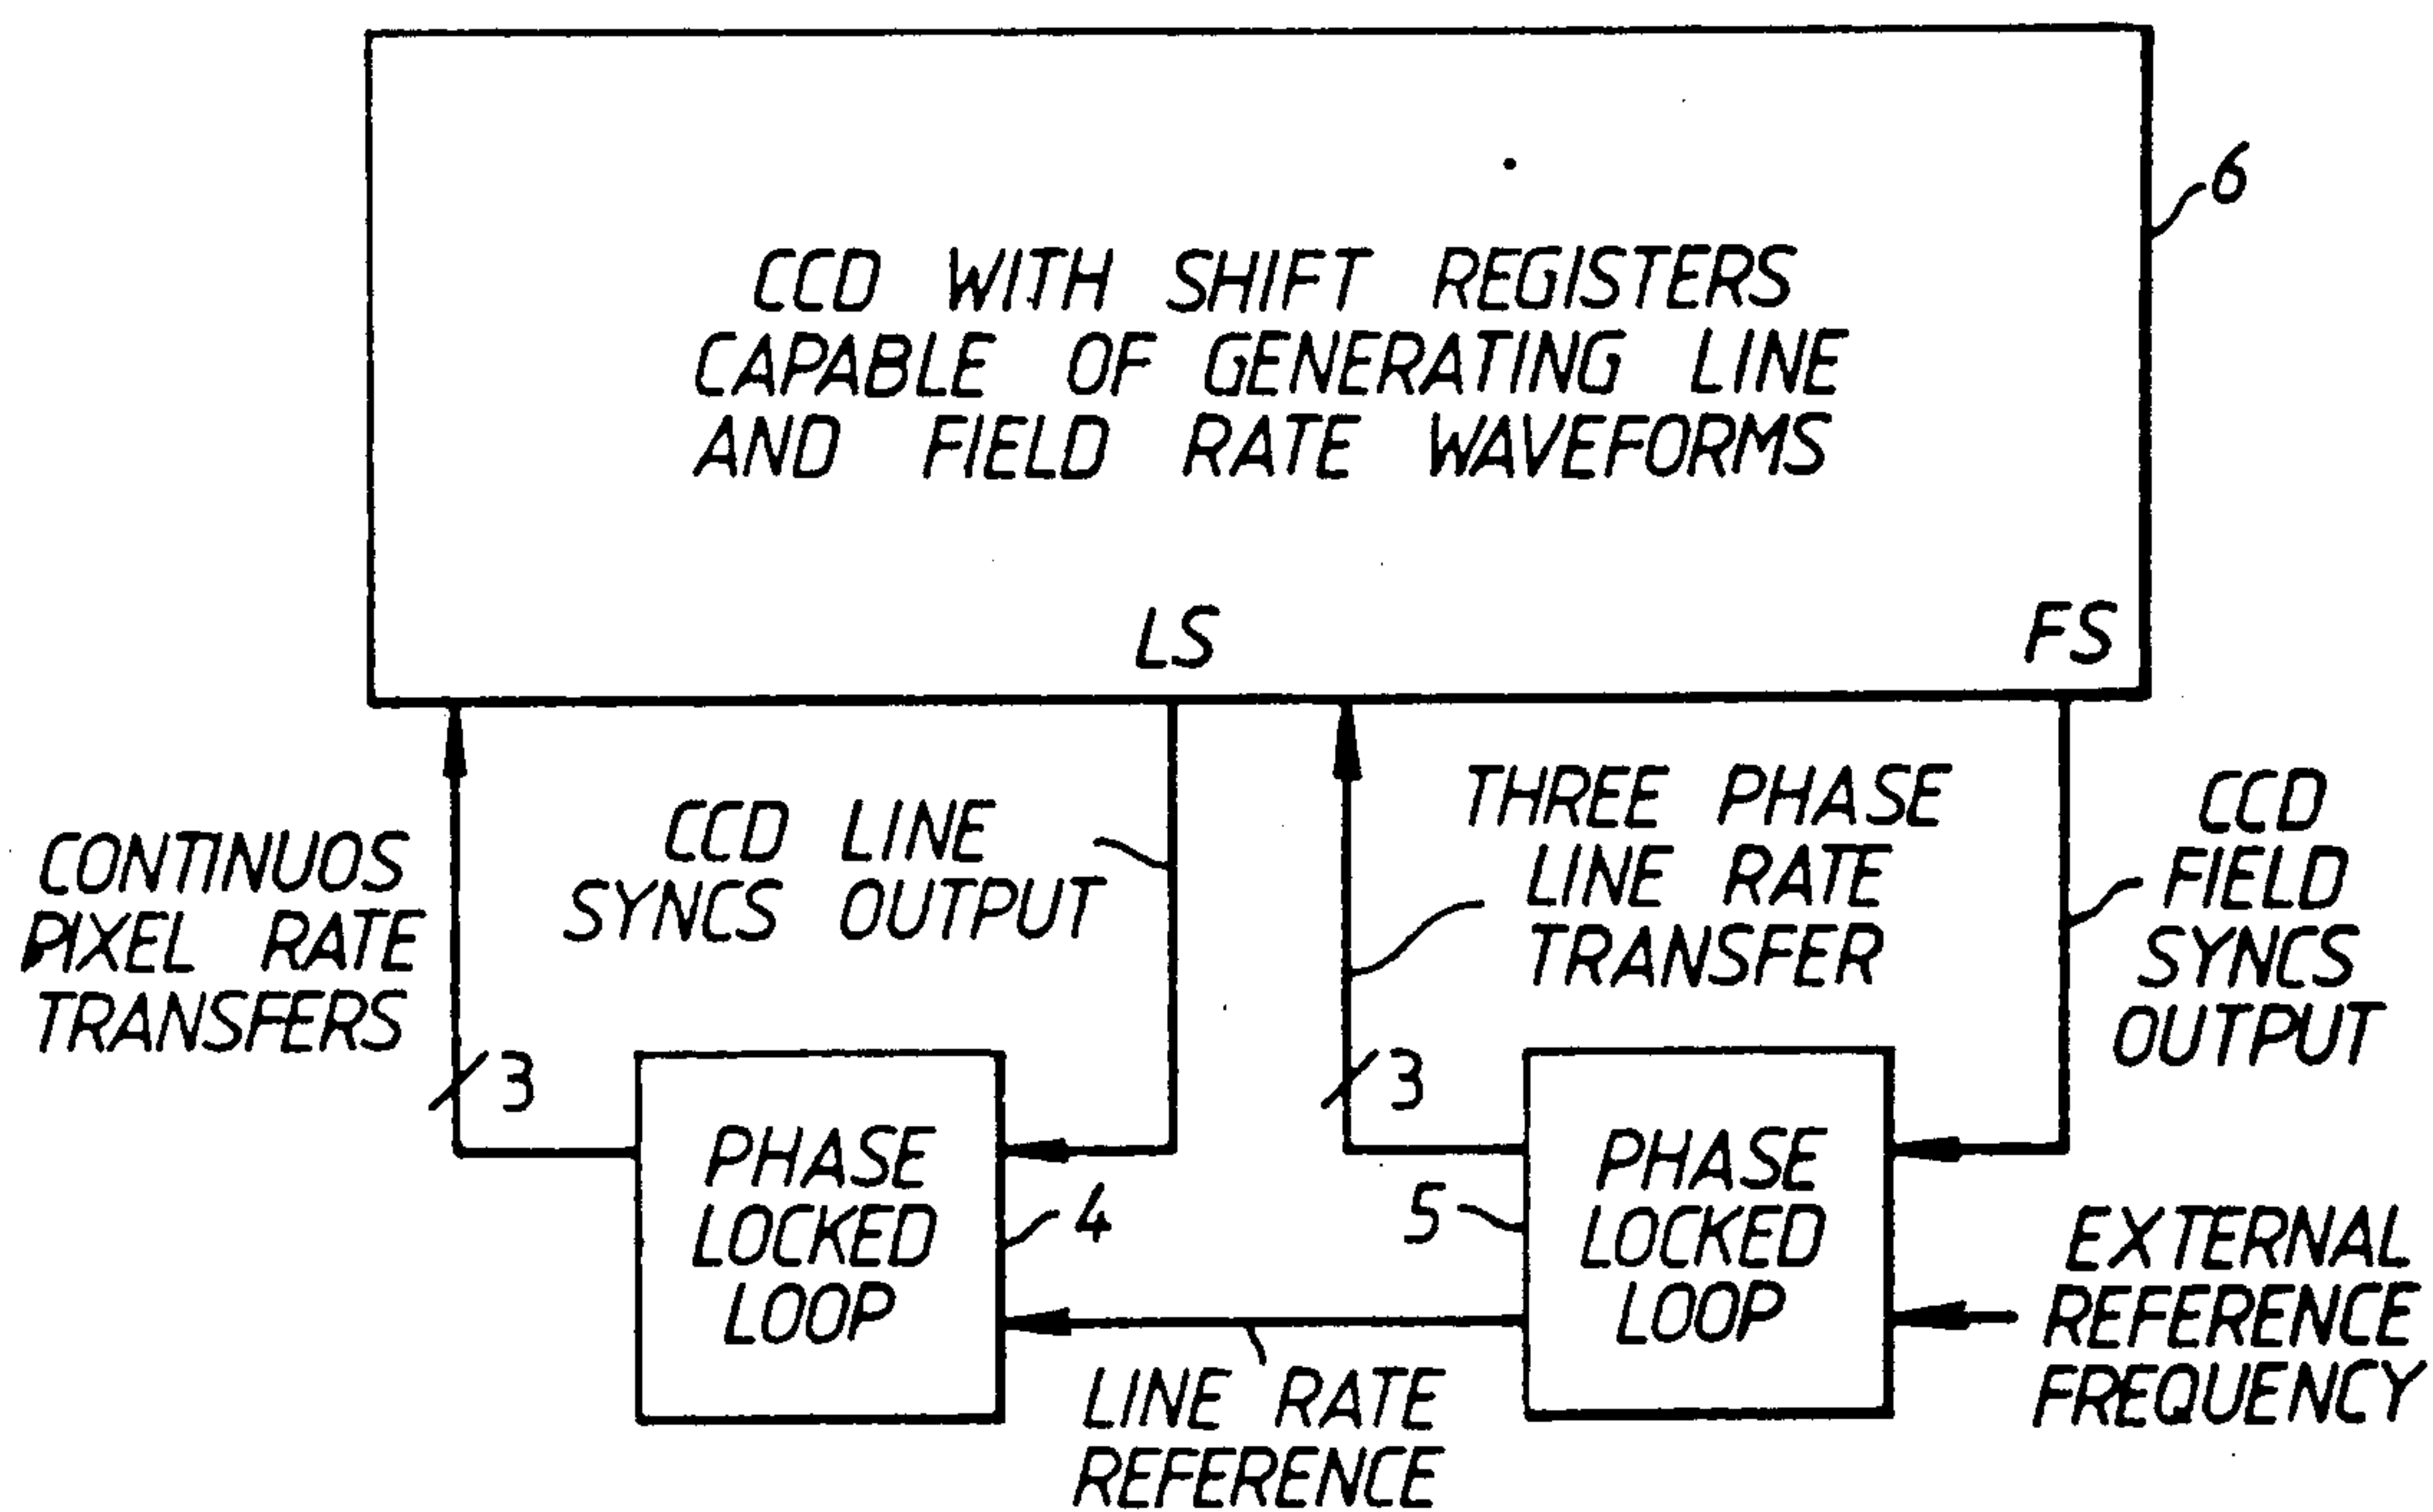 6
CCD WITH SHIFT REGISTERS
CAPABLE OF GENERATING LINE
AND FIELD RATE WAVEFORMS
LS
FS
CONTINUOS
PIXEL RATE
TRANSFERS
CCD LINE
SYNCS OUTPUT
THREE PHASE
LINE RATE
TRANSFER
CCD
FIELD
SYNCS
OUTPUT
3
3
PHASE
LOCKED
LOOP
4
5
PHASE
LOCKED
LOOP
EXTERNAL
REFERENCE
FREQUENCY
LINE RATE
REFERENCE